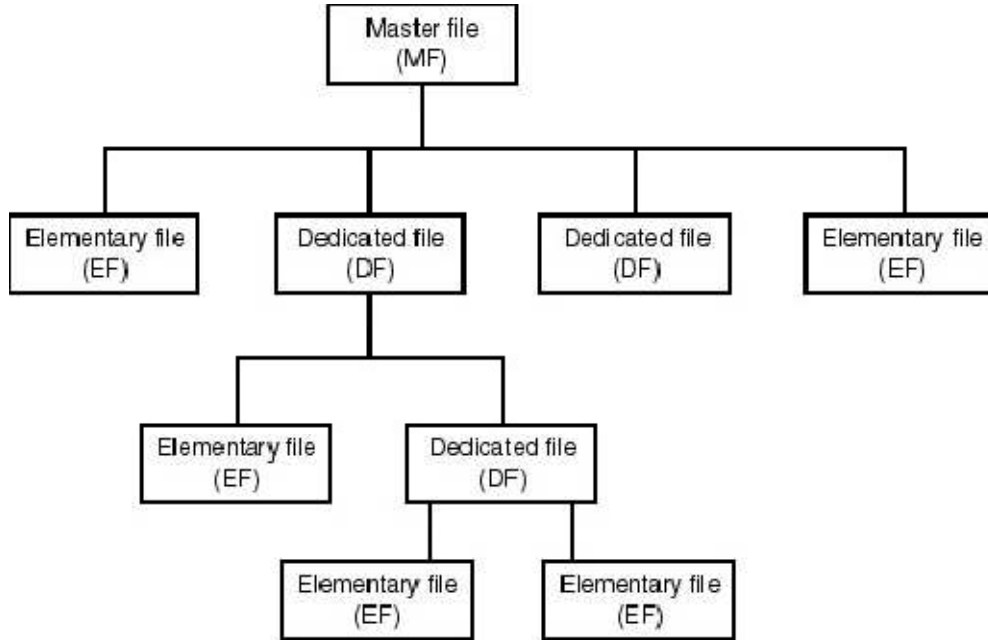 Master file
(MF)
Elementary file
(EF)
Dedicated file
(DF)
Dedicated file
(DF)
Elementary file
(EF)
Elementary file
(EF)
Dedicated file
(DF)
Elementary file
(EF)
Elementary file
(EF)